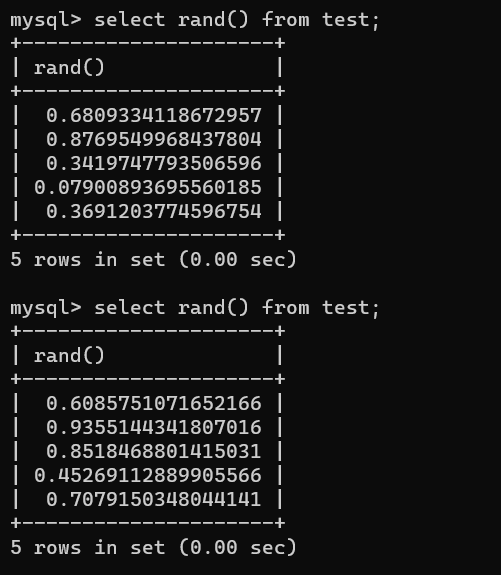 mysql> select rand() from test;
+---------------------+
| rand()              |
+---------------------+
|  0.6809334118672957 |
|  0.8769549968437804 |
|  0.3419747793506596 |
| 0.07900893695560185 |
|  0.3691203774596754 |
+---------------------+
5 rows in set (0.00 sec)

mysql> select rand() from test;
+---------------------+
| rand()              |
+---------------------+
|  0.6085751071652166 |
|  0.9355144341807016 |
|  0.8518468801415031 |
| 0.45269112889905566 |
|  0.7079150348044141 |
+---------------------+
5 rows in set (0.00 sec)